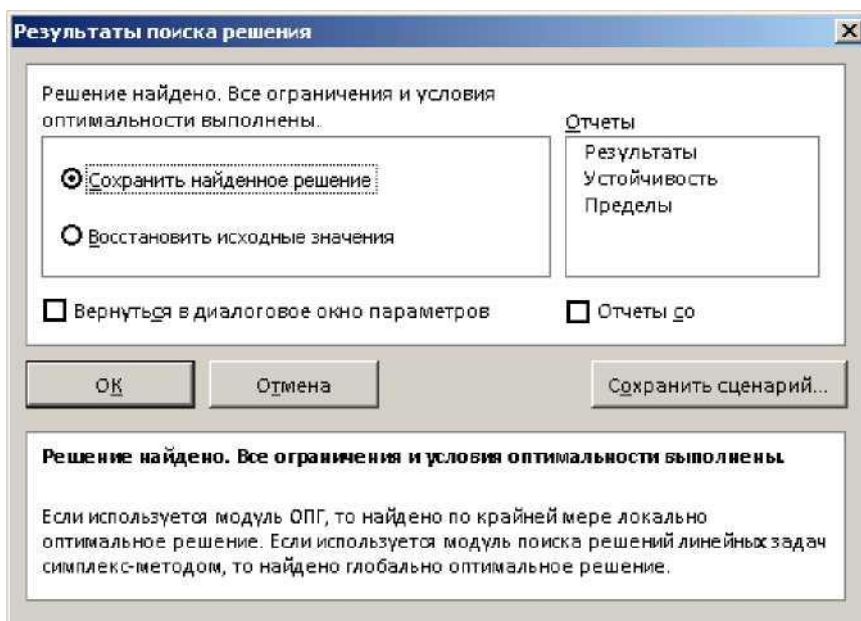 Результаты поиска решения
Решение найдено. Все ограничения и условия
оптимальности выполнены.
Отчеты
Результаты
Устойчивость
Пределы
Сохранить найденное решение
Восстановить исходные значения
Вернуться в диалоговое окно параметров
Отчеты со
ОК
Отмена
Сохранить сценарий...
Решение найдено. Все ограничения и условия оптимальности выполнены.
Если используется модуль ОПГ, то найдено по крайней мере локально
оптимальное решение. Если используется модуль поиска решений линейных задач
симплекс-методом, то найдено глобально оптимальное решение.